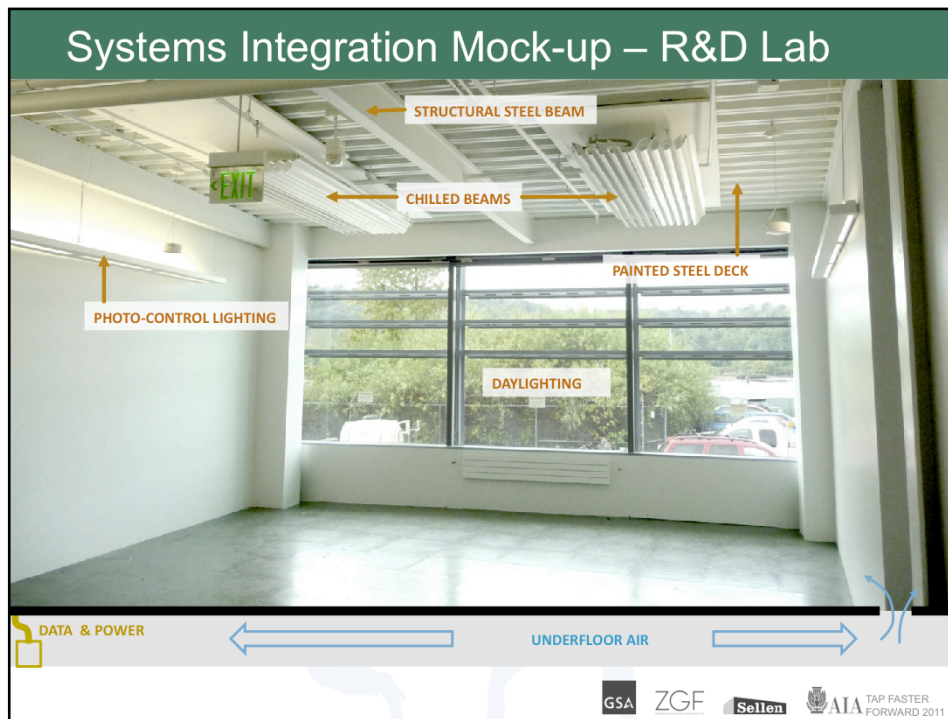 Systems Integration Mock-up – R&D Lab
STRUCTURAL STEEL BEAM
EXIT
CHILLED BEAMS
PAINTED STEEL DECK
PHOTO-CONTROL LIGHTING
DAYLIGHTING
DATA & POWER
UNDERFLOOR AIR
GSA
ZGF
Sellen
AIA TAP FASTER
FORWARD 2011